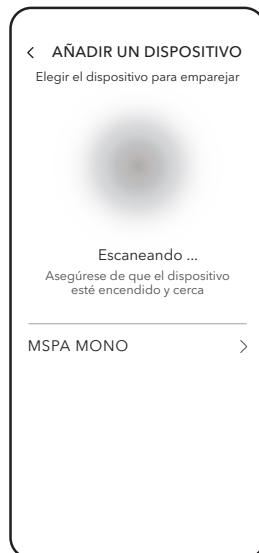 AÑADIR UN DISPOSITIVO
Elegir el dispositivo para emparejar
Escaneando ...
Asegúrese de que el dispositivo
esté encendido y cerca
MSPA MONO